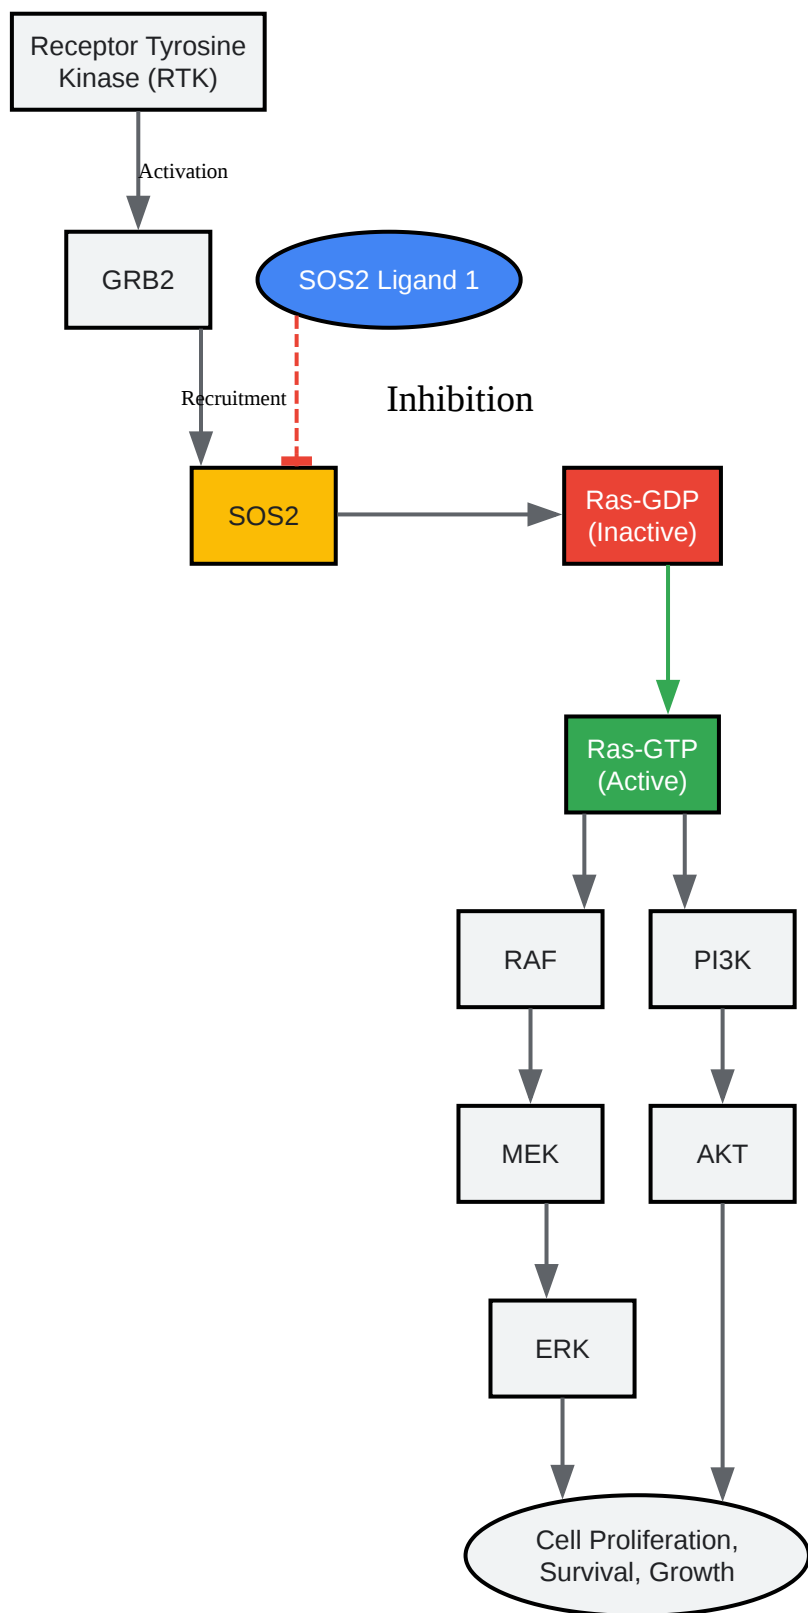 Receptor Tyrosine
Kinase (RTK)
Activation
GRB2
SOS2 Ligand 1
Recruitment
Inhibition
SOS2
Ras-GDP
(Inactive)
Ras-GTP
(Active)
RAF
PI3K
MEK
AKT
ERK
Cell Proliferation,
Survival, Growth